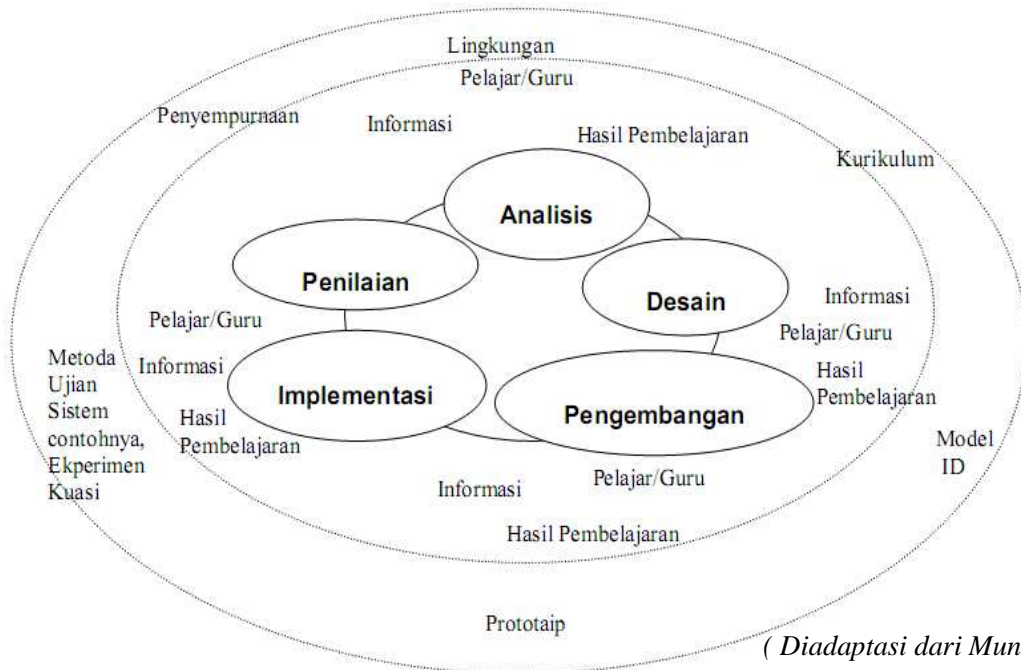 Lingkungan
Pelajar/Guru
Penyempurnaan
Informasi
Hasil Pembelajaran
Kurikulum
Analisis
Penilaian
Desain
Informasi
Pelajar/Guru
Hasil
Pembelajaran
Pelajar/Guru
Informasi
Hasil
Pembelajaran
Metoda
Ujian
Sistem
contohnya,
Ekperimen
Kuasi
Implementasi
Pengembangan
Model
ID
Informasi
Pelajar/Guru
Hasil Pembelajaran
Prototaip
( Diadaptasi dari Mun